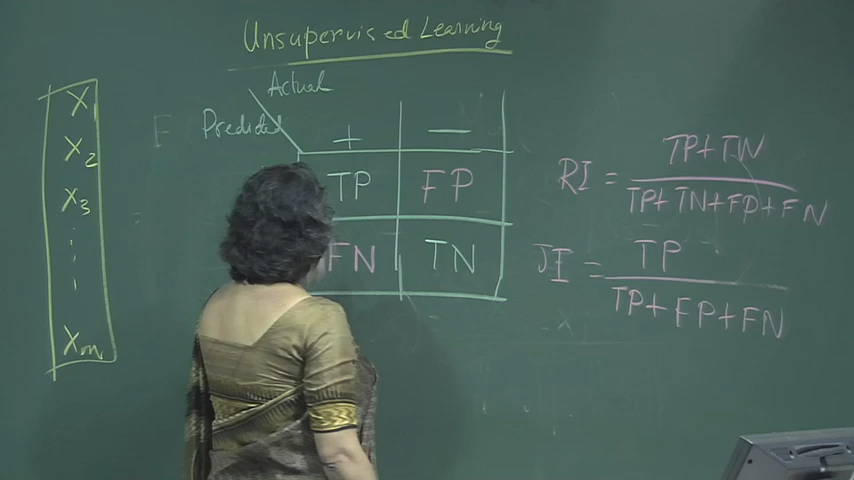 Unsupervised Learning
Actual
Predicted
+ −
TP FP
FN TN
X1
X2
X3
Xm
RI = TP+TN / TP+TN+FP+FN
JI = TP / TP+FP+FN